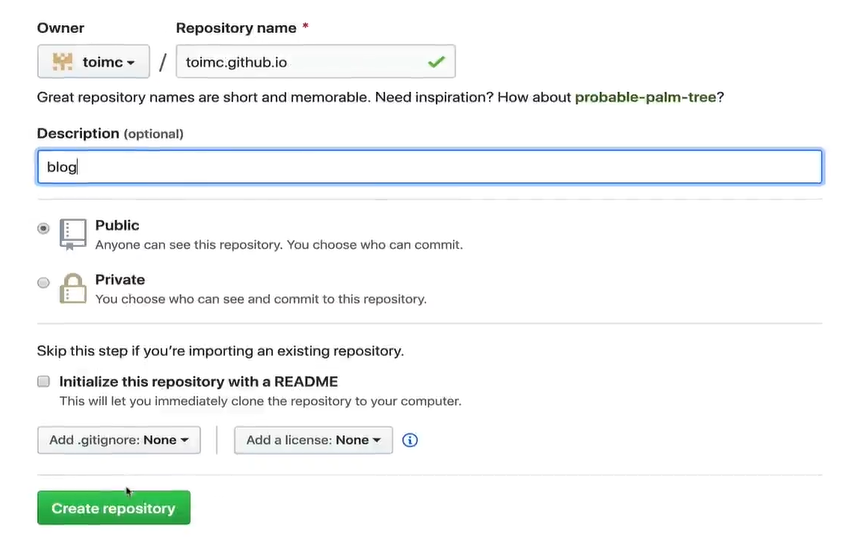 Owner Repository name *
toimc / toimc.github.io
Great repository names are short and memorable. Need inspiration? How about probable-palm-tree?
Description (optional)
blog
Public
Anyone can see this repository. You choose who can commit.
Private
You choose who can see and commit to this repository.
Skip this step if you’re importing an existing repository.
Initialize this repository with a README
This will let you immediately clone the repository to your computer.
Add .gitignore: None Add a license: None
Create repository